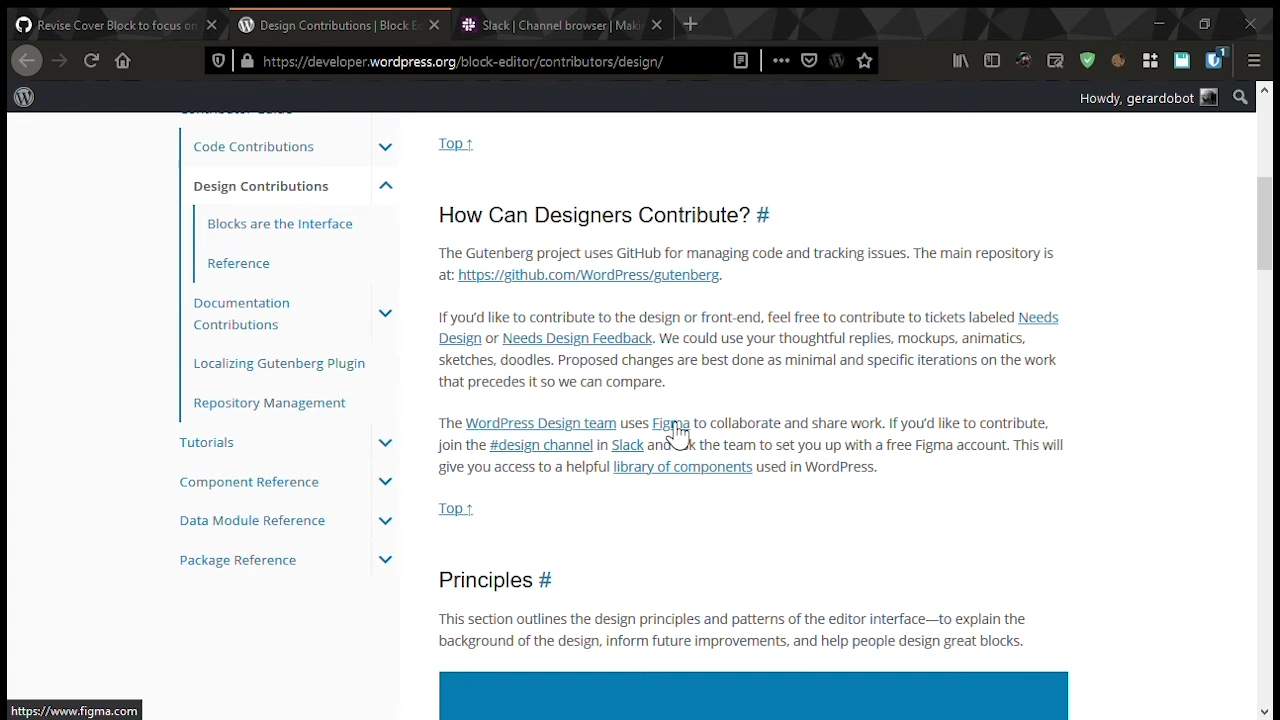 Revise Cover Block to focus on
Design Contributions | Block E
Slack | Channel browser | Maki
https://developer.wordpress.org/block-editor/contributors/design/
1
Howdy, gerardobot
Code Contributions
Design Contributions
Blocks are the Interface
Reference
Documentation
Contributions
Localizing Gutenberg Plugin
Repository Management
Tutorials
Component Reference
Data Module Reference
Package Reference
Top ↑
How Can Designers Contribute? #
The Gutenberg project uses GitHub for managing code and tracking issues. The main repository is
at: https://github.com/WordPress/gutenberg.
If you'd like to contribute to the design or front-end, feel free to contribute to tickets labeled Needs
Design or Needs Design Feedback. We could use your thoughtful replies, mockups, animatics,
sketches, doodles. Proposed changes are best done as minimal and specific iterations on the work
that precedes it so we can compare.
The WordPress Design team uses Figma to collaborate and share work. If you'd like to contribute,
join the #design channel in Slack and ask the team to set you up with a free Figma account. This will
give you access to a helpful library of components used in WordPress.
Top ↑
Principles #
This section outlines the design principles and patterns of the editor interface—to explain the
background of the design, inform future improvements, and help people design great blocks.
https://www.figma.com